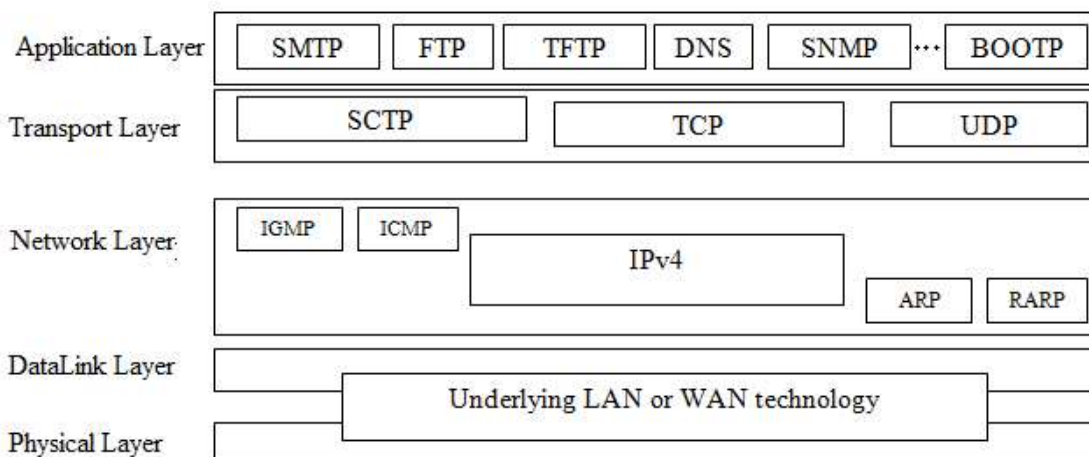 Application Layer
SMTP FTP TFTP DNS SNMP ... BOOTP
Transport Layer
SCTP TCP UDP
Network Layer
IGMP ICMP
IPv4
ARP RARP
DataLink Layer
Underlying LAN or WAN technology
Physical Layer